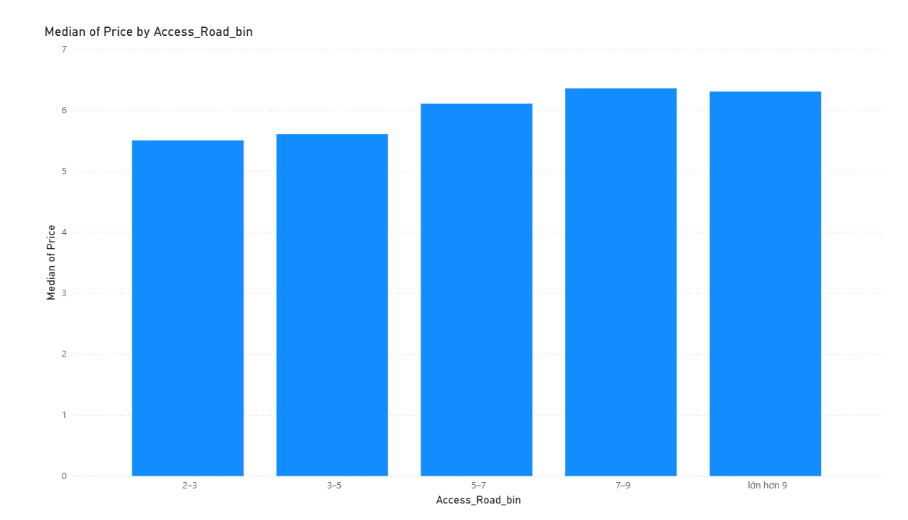 Median of Price by Access_Road_bin
7
6
5
4
3
2
1
0
Median of Price
2–3 3–5 5–7 7–9 lớn hơn 9
Access_Road_bin